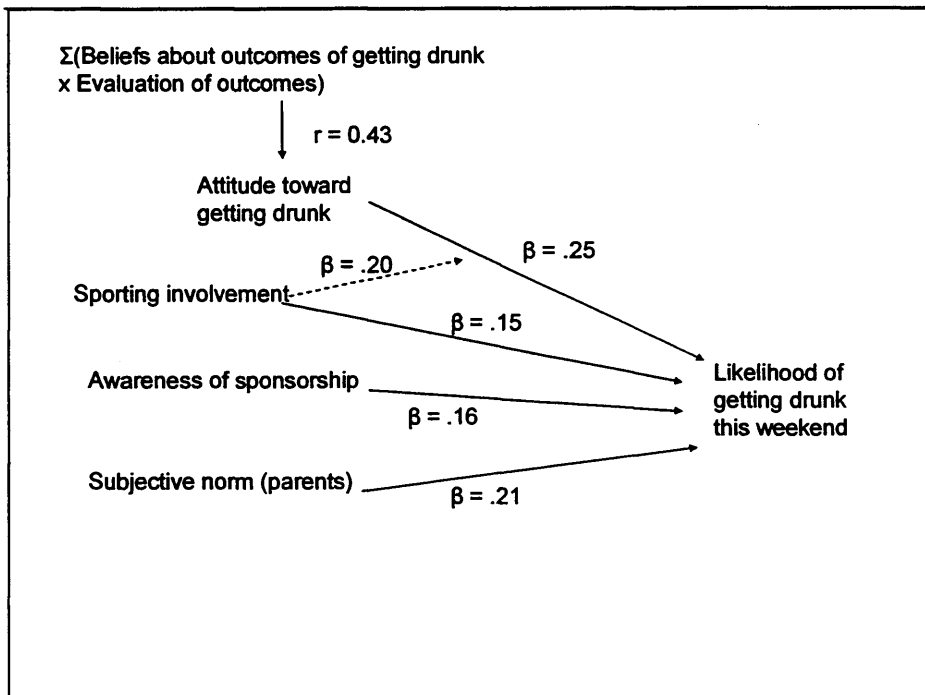 Σ(Beliefs about outcomes of getting drunk
x Evaluation of outcomes)
r = 0.43
Attitude toward
getting drunk
β = .25
β = .20
Sporting involvement
β = .15
Awareness of sponsorship
β = .16
Likelihood of
getting drunk
this weekend
Subjective norm (parents)
β = .21